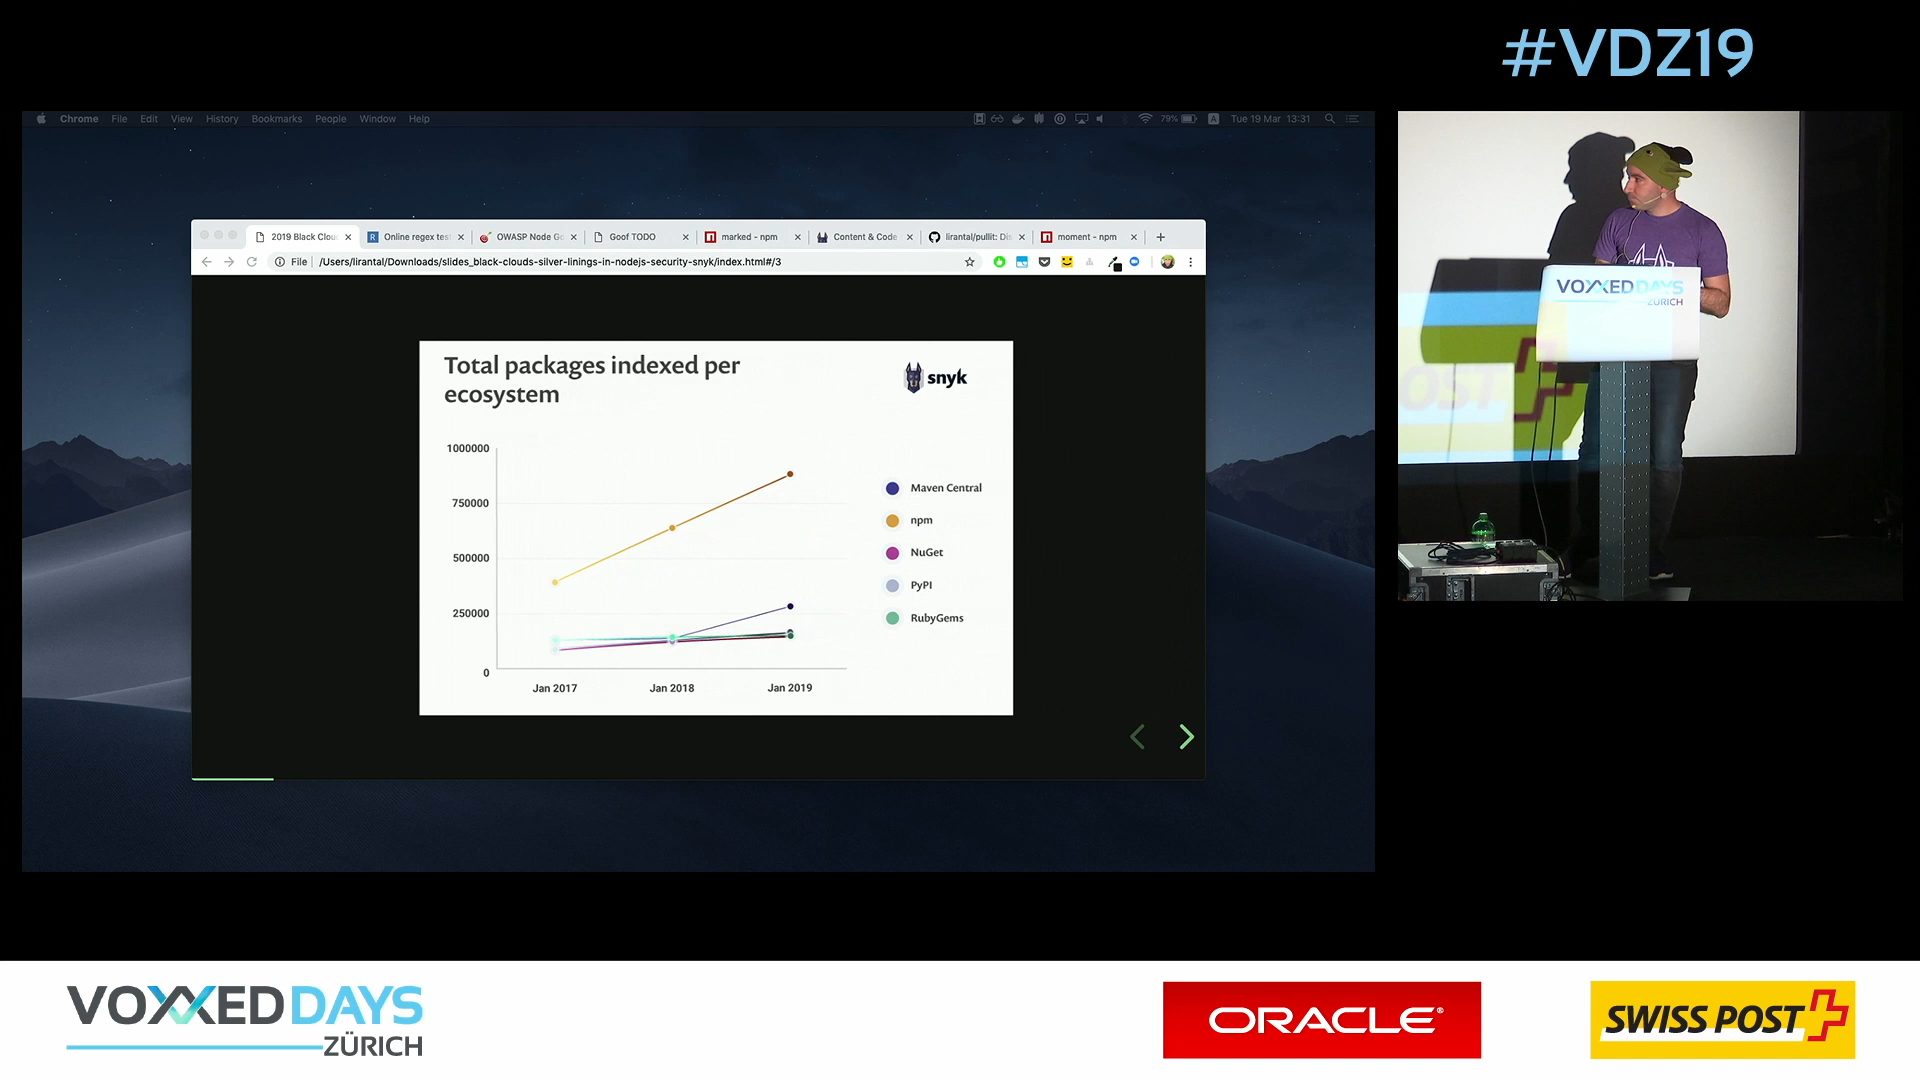 #VDZ19
Chrome File Edit View History Bookmarks People Window Help
79% A Tue 19 Mar 13:31
2019 Black Clou
Online regex tes
OWASP Node Go
Goof TODO
marked - npm
Content & Code
lirantal/pullit: Dis
moment - npm
File /Users/lirantal/Downloads/slides_black-clouds-silver-linings-in-nodejs-security-snyk/index.html#/3
Total packages indexed per
ecosystem
snyk
1000000
750000
500000
250000
0
Jan 2017 Jan 2018 Jan 2019
Maven Central
npm
NuGet
PyPI
RubyGems
VOXXED DAYS
ZÜRICH
POST
VOXXED DAYS
ZÜRICH
ORACLE®
SWISS POST